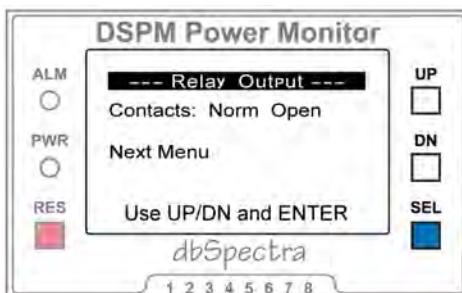 DSPM Power Monitor
ALM
PWR
RES
--- Relay Output ---
Contacts: Norm Open
Next Menu
Use UP/DN and ENTER
UP
DN
SEL
dbSpectra
1 2 3 4 5 6 7 8